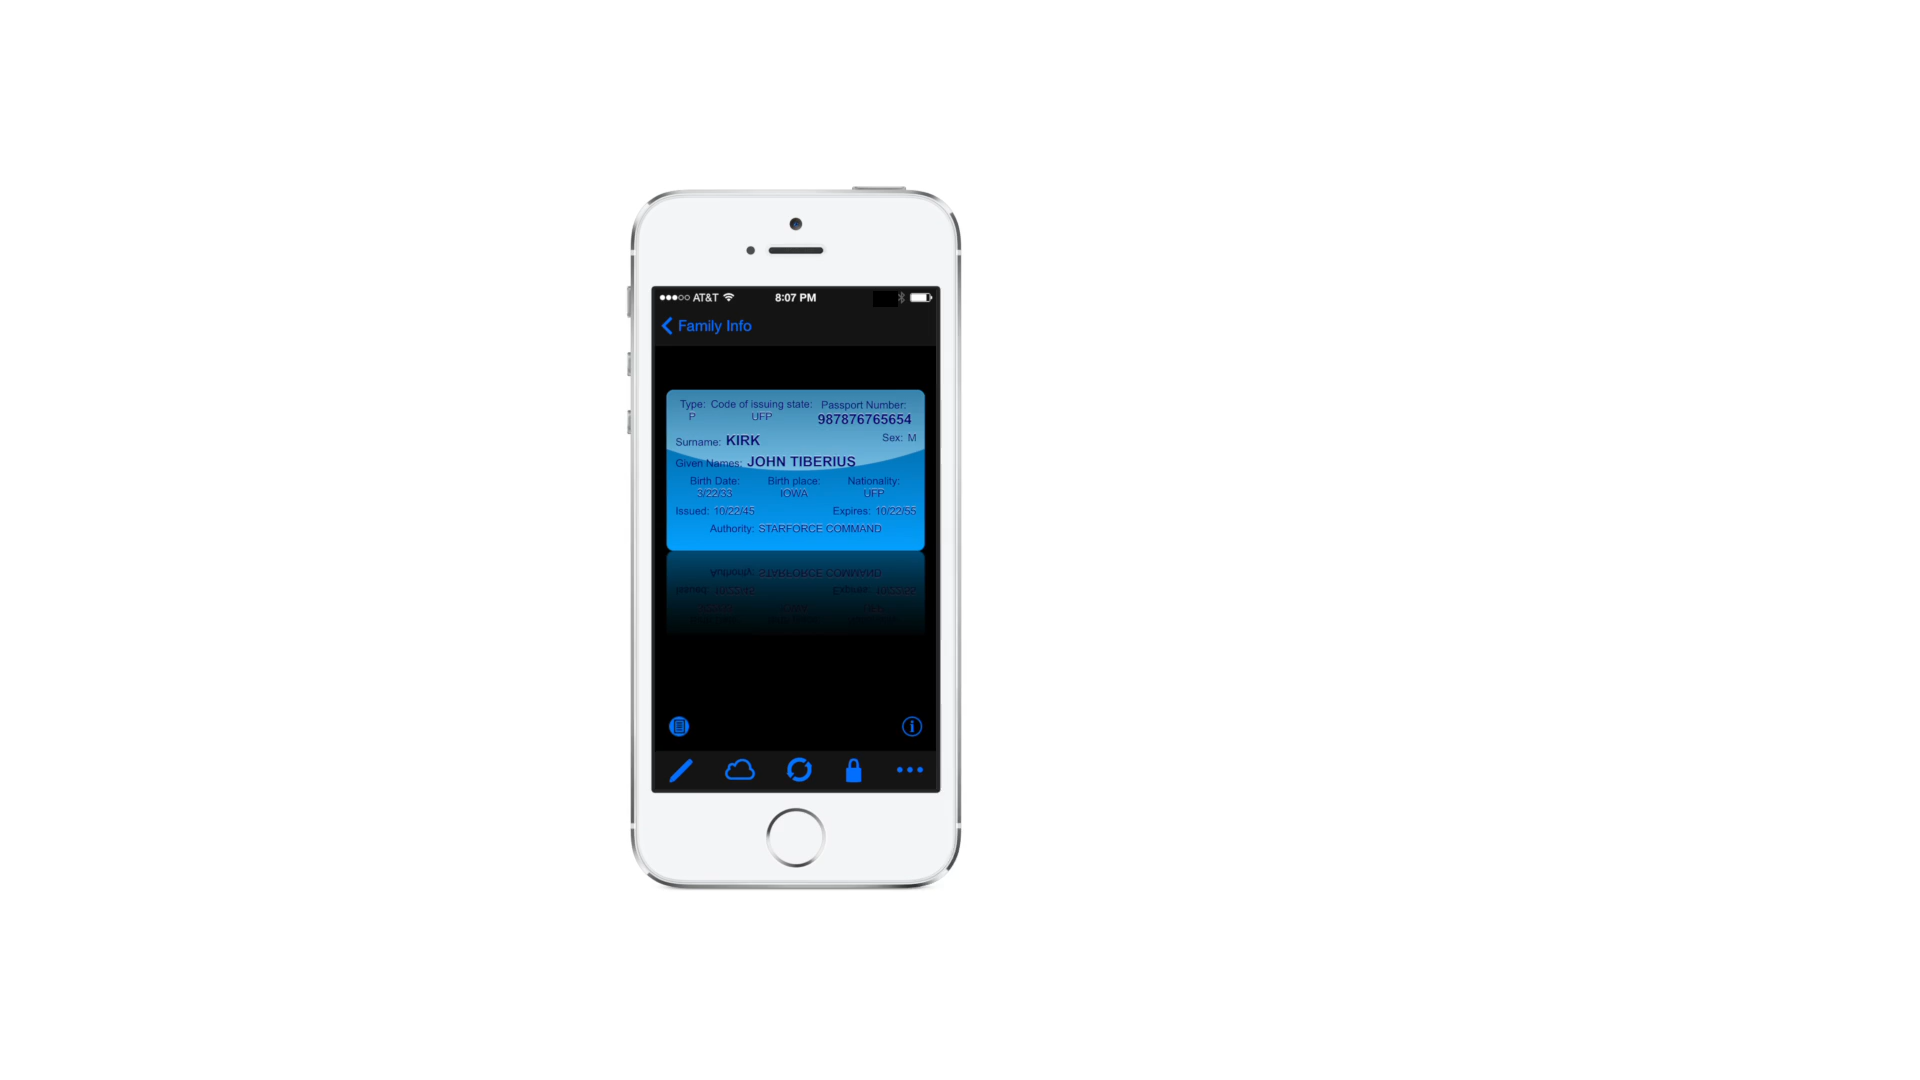 AT&T 8:07 PM
Family Info
Type: Code of issuing state: Passport Number:
P UFP 987876765654
Surname: KIRK Sex: M
Given Names: JOHN TIBERIUS
Birth Date: Birth place: Nationality:
3/22/33 IOWA UFP
Issued: 10/22/45 Expires: 10/22/55
Authority: STARFORCE COMMAND